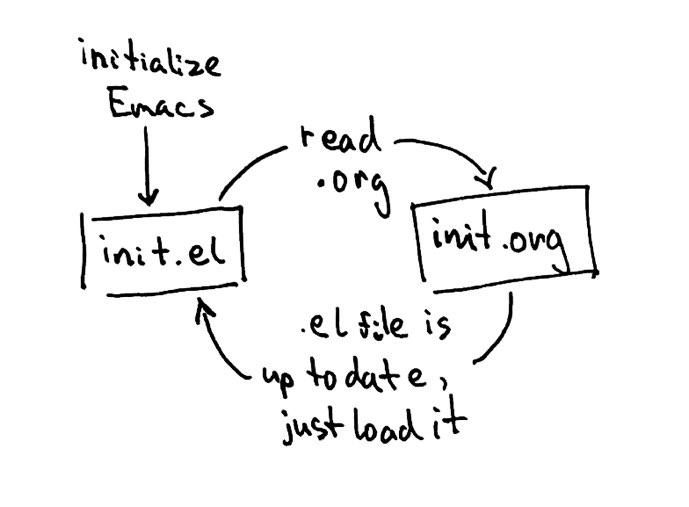 initialize
Emacs
read
.org
init.el
init.org
.el file is
up to date,
just load it